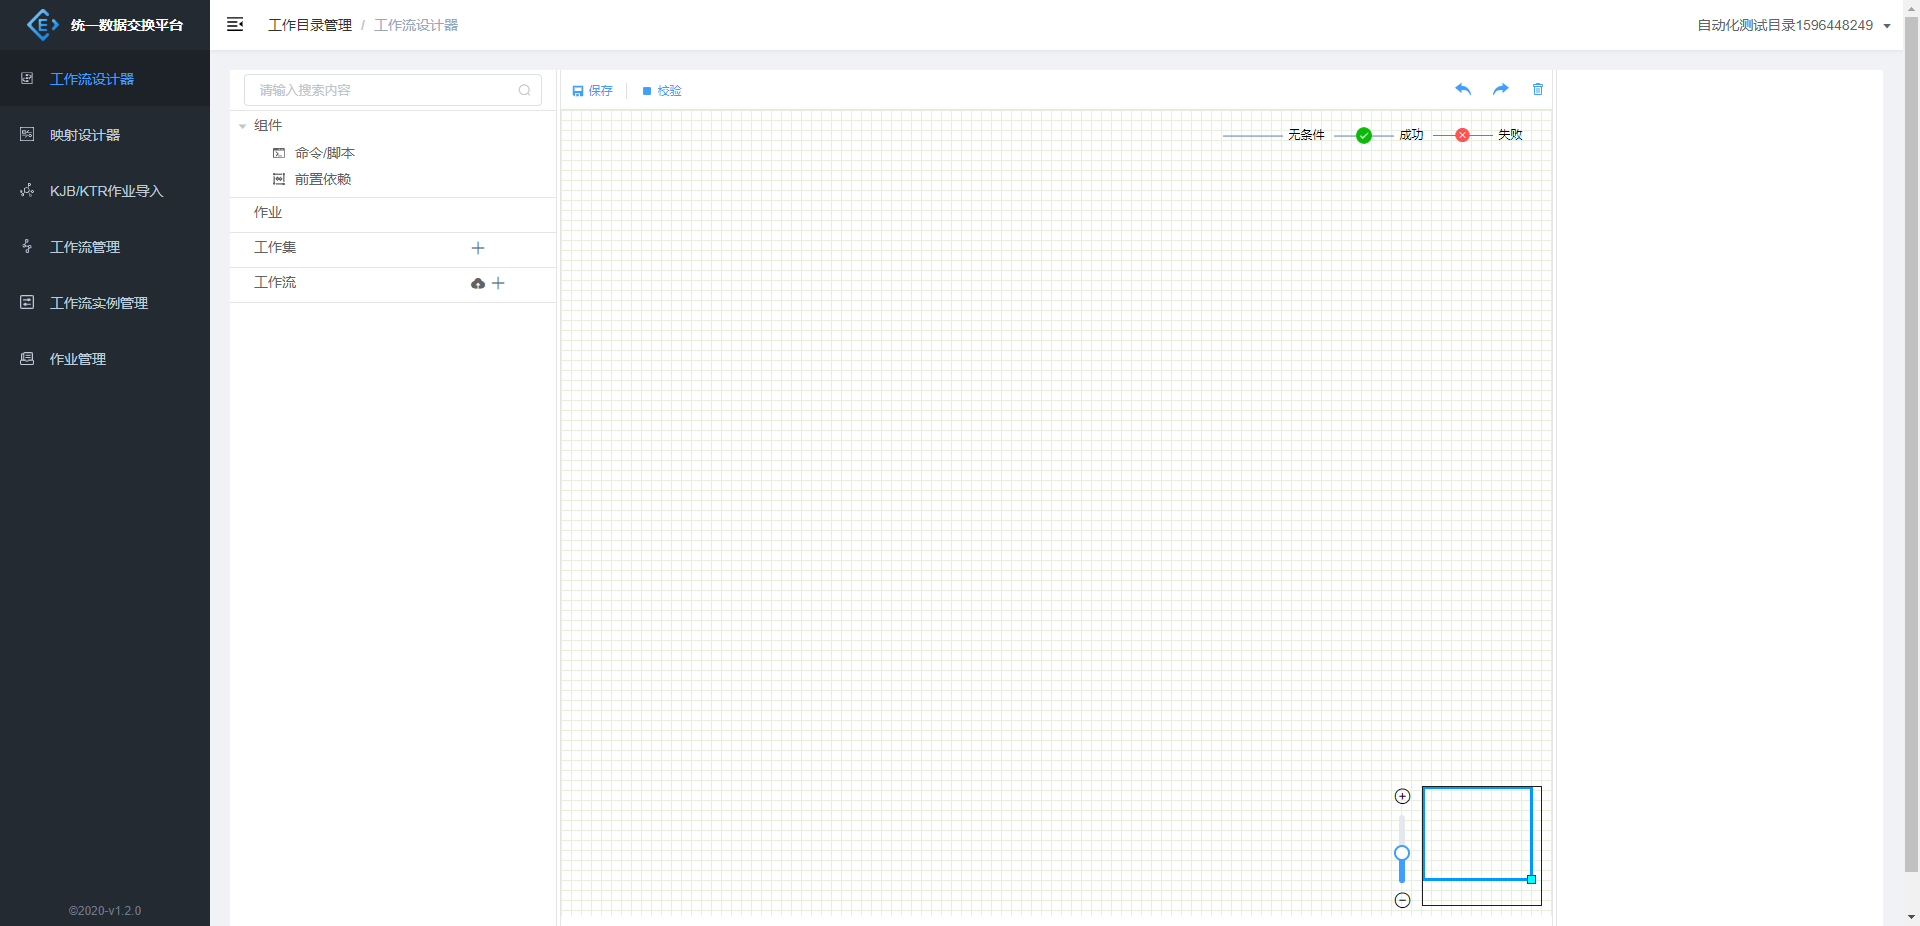 统一数据交换平台
工作目录管理 / 工作流设计器
自动化测试目录1596448249
工作流设计器
映射设计器
KJB/KTR作业导入
工作流管理
工作流实例管理
作业管理
©2020-v1.2.0
请输入搜索内容
组件
命令/脚本
前置依赖
作业
工作集
工作流
保存
校验
无条件
成功
失败